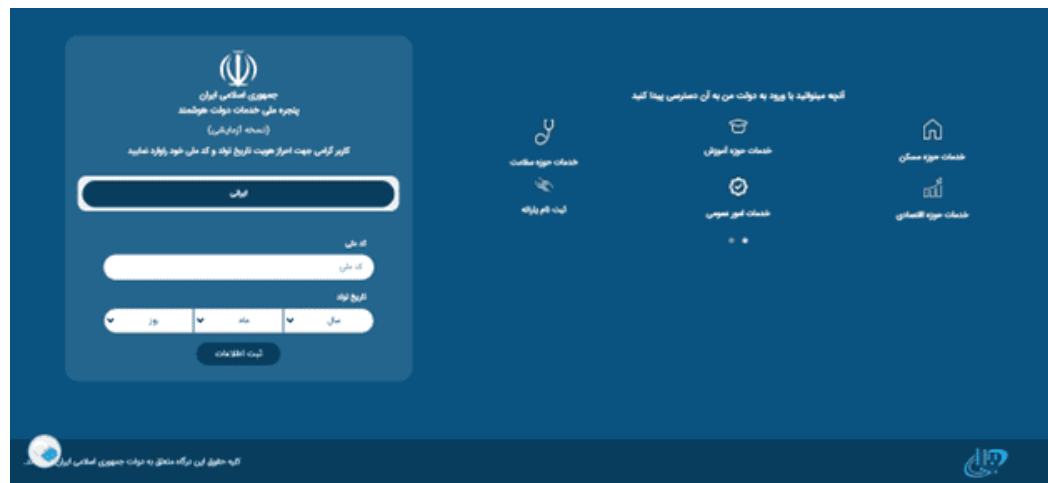 آنچه میتوانید با ورود به دولت من به آن دسترسی پیدا کنید
خدمات حوزه مسکن
خدمات حوزه آموزش
خدمات حوزه سلامت
خدمات حوزه اقتصادی
خدمات امور عمومی
ثبت نام یارانه
جمهوری اسلامی ایران
پنجره ملی خدمات دولت هوشمند
(نسخه آزمایشی)
کاربر گرامی جهت احراز هویت تاریخ تولد و کد ملی خود راوارد نمایید
ایرانی
کد ملی
کد ملی
تاریخ تولد
سال ماه روز
ثبت اطلاعات
کلیه حقوق این درگاه متعلق به دولت جمهوری اسلامی ایران